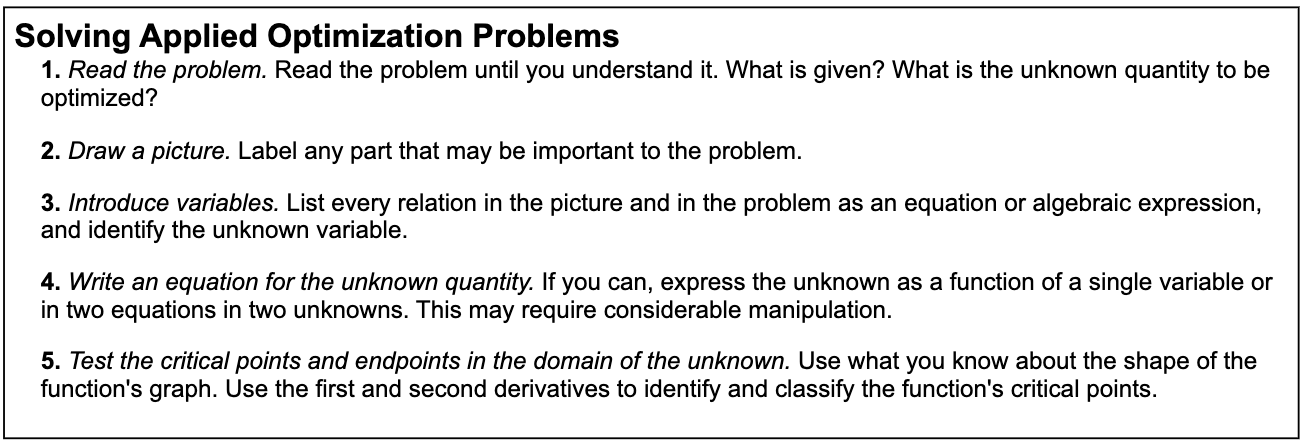 Solving Applied Optimization Problems
1. Read the problem. Read the problem until you understand it. What is given? What is the unknown quantity to be
optimized?
2. Draw a picture. Label any part that may be important to the problem.
3. Introduce variables. List every relation in the picture and in the problem as an equation or algebraic expression,
and identify the unknown variable.
4. Write an equation for the unknown quantity. If you can, express the unknown as a function of a single variable or
in two equations in two unknowns. This may require considerable manipulation.
5. Test the critical points and endpoints in the domain of the unknown. Use what you know about the shape of the
function's graph. Use the first and second derivatives to identify and classify the function's critical points.